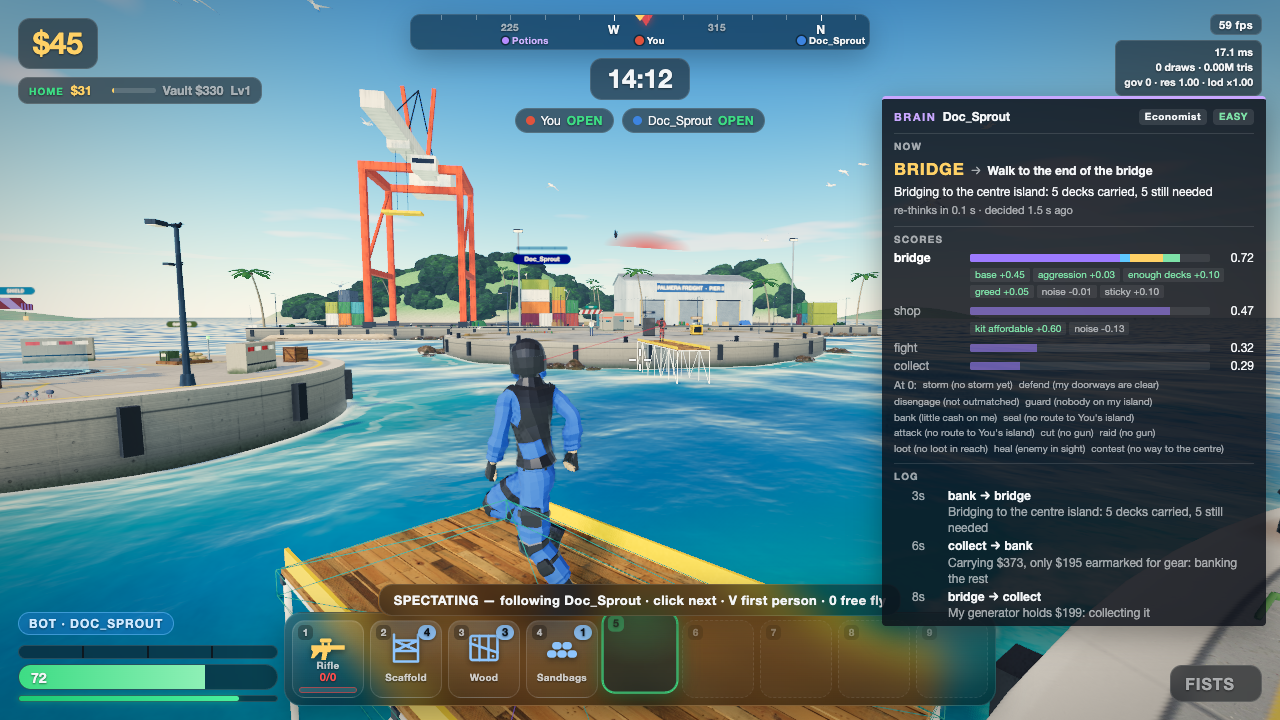 $45
HOME $31 Vault $330 Lv1
225 W 315 N
Potions You Doc_Sprout
14:12
You OPEN Doc_Sprout OPEN
59 fps
17.1 ms
0 draws · 0.00M tris
gov 0 · res 1.00 · lod ×1.00
BRAIN Doc_Sprout Economist EASY
NOW
BRIDGE → Walk to the end of the bridge
Bridging to the centre island: 5 decks carried, 5 still needed
re-thinks in 0.1 s · decided 1.5 s ago
SCORES
bridge 0.72
base +0.45 aggression +0.03 enough decks +0.10
greed +0.05 noise -0.01 sticky +0.10
shop 0.47
kit affordable +0.60 noise -0.13
fight 0.32
collect 0.29
At 0: storm (no storm yet) defend (my doorways are clear)
disengage (not outmatched) guard (nobody on my island)
bank (little cash on me) seal (no route to You's island)
attack (no route to You's island) cut (no gun) raid (no gun)
loot (no loot in reach) heal (enemy in sight) contest (no way to the centre)
LOG
3s bank → bridge
Bridging to the centre island: 5 decks carried, 5 still
needed
6s collect → bank
Carrying $373, only $195 earmarked for gear: banking
the rest
8s bridge → collect
My generator holds $199: collecting it
Doc_Sprout
PALMERA FREIGHT · PIER
SHIELD
SPECTATING — following Doc_Sprout · click next · V first person · 0 free fly
BOT · DOC_SPROUT
72
1 Rifle 0/0
2 4 Scaffold
3 3 Wood
4 1 Sandbags
5
6
7
8
9
FISTS